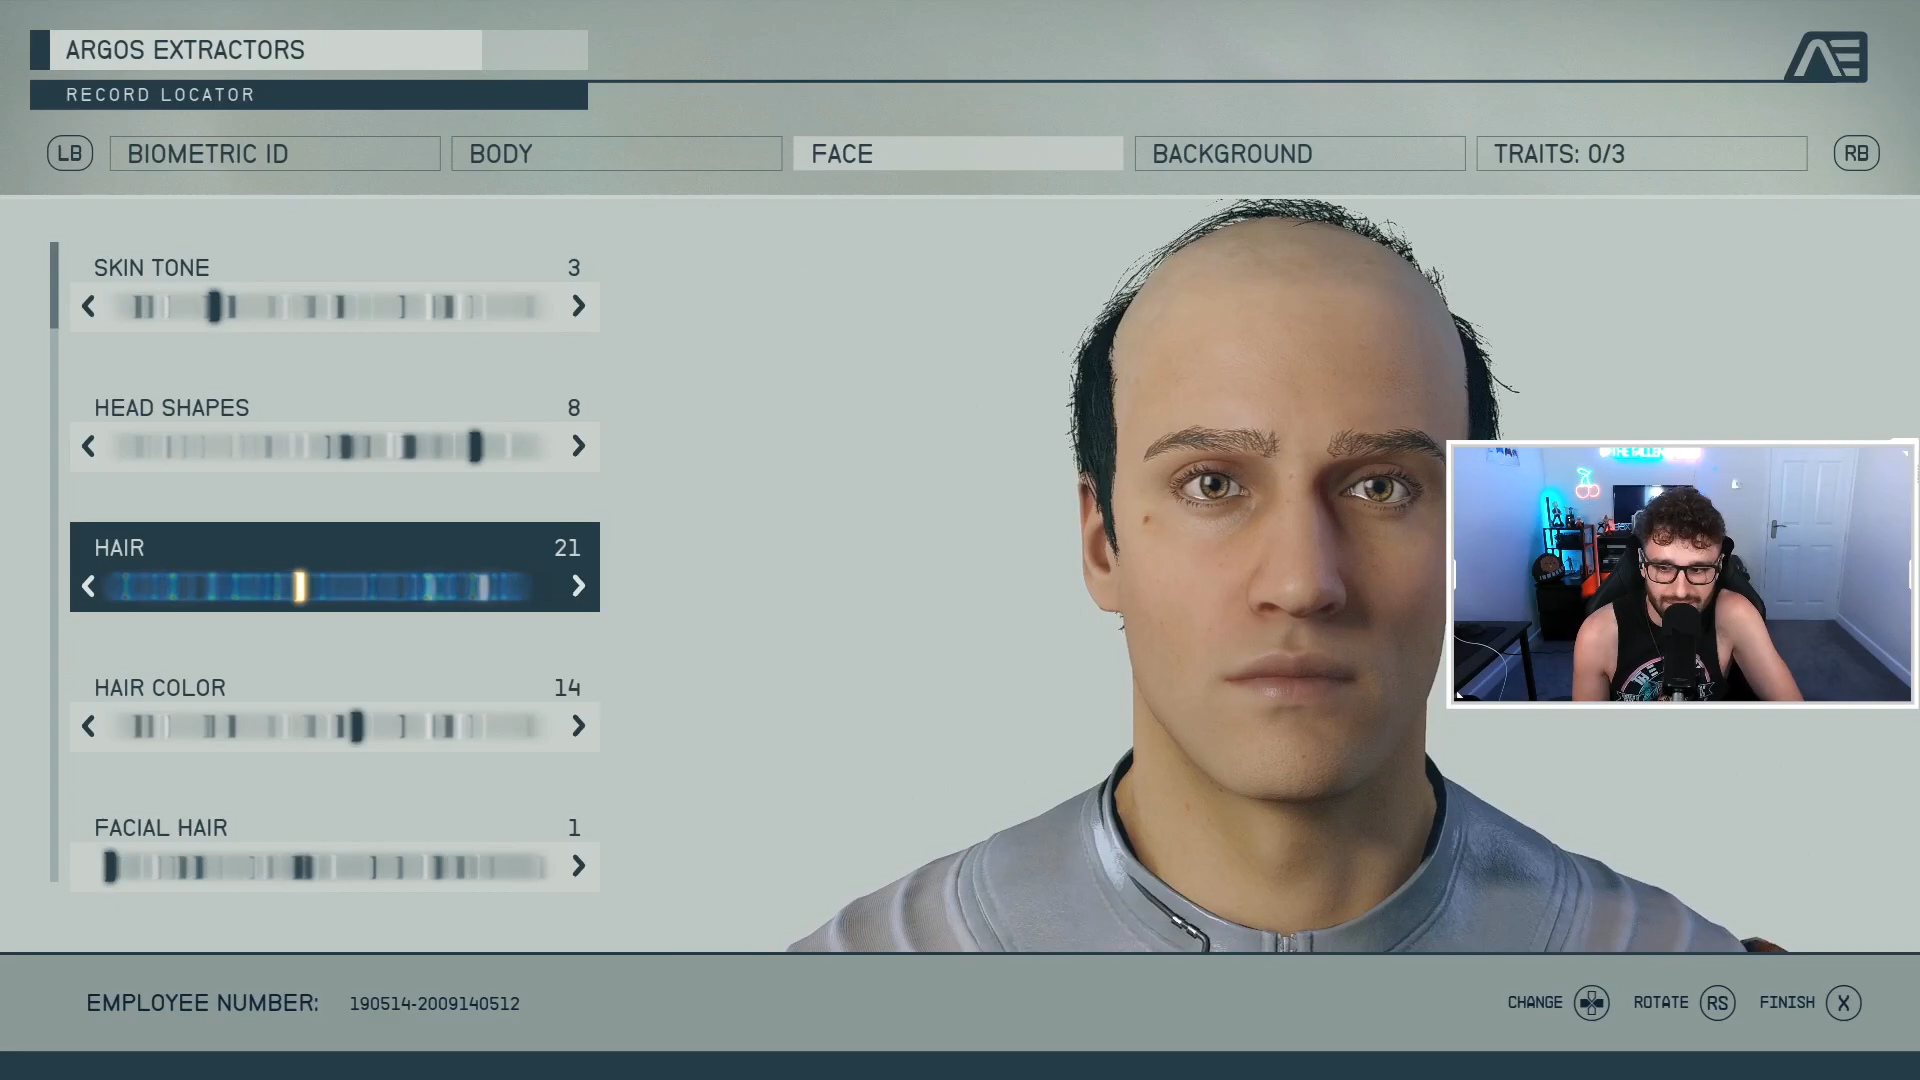 ARGOS EXTRACTORS
RECORD LOCATOR
LB
BIOMETRIC ID
BODY
FACE
BACKGROUND
TRAITS: 0/3
RB
SKIN TONE 3
HEAD SHAPES 8
HAIR 21
HAIR COLOR 14
FACIAL HAIR 1
EMPLOYEE NUMBER: 190514-2009140512
CHANGE
ROTATE RS
FINISH X